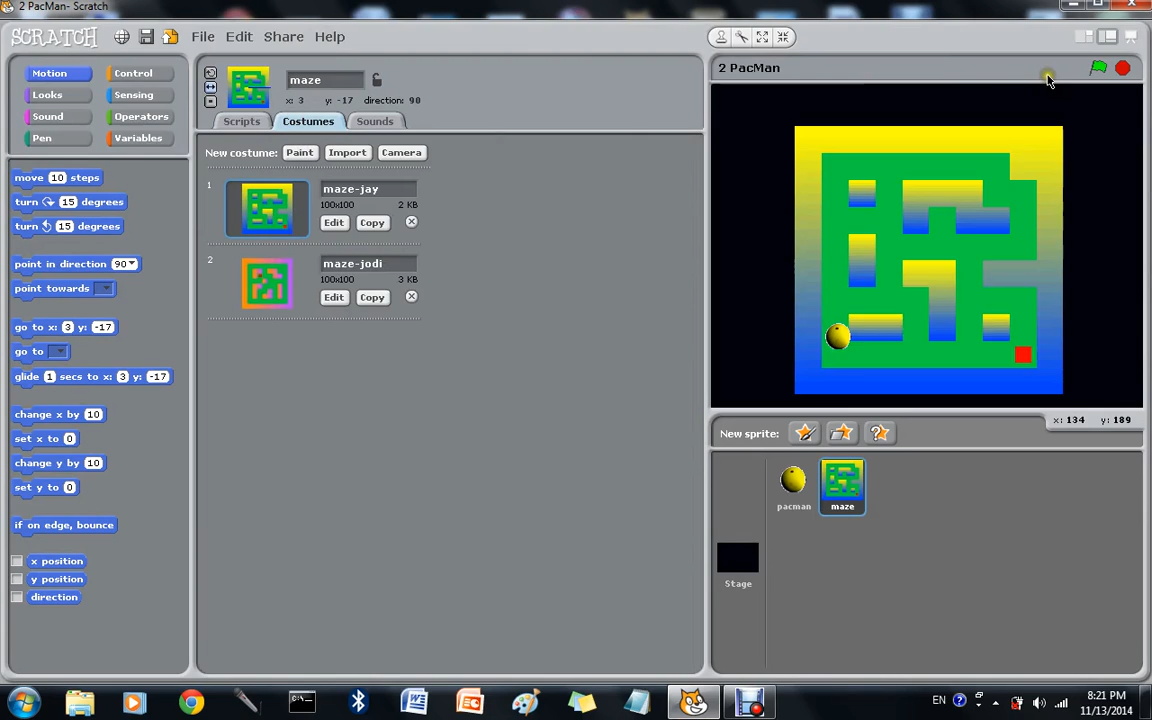 2 PacMan- Scratch
SCRATCH File Edit Share Help
Motion Control
Looks Sensing
Sound Operators
Pen Variables
move 10 steps
turn 15 degrees
turn 15 degrees
point in direction 90
point towards
go to x: 3 y: -17
go to
glide 1 secs to x: 3 y: -17
change x by 10
set x to 0
change y by 10
set y to 0
if on edge, bounce
x position
y position
direction
maze
x: 3 y: -17 direction: 90
Scripts Costumes Sounds
New costume: Paint Import Camera
1 maze-jay
100x100 2 KB
Edit Copy
2 maze-jodi
100x100 3 KB
Edit Copy
2 PacMan
x: 134 y: 189
New sprite:
pacman maze
Stage
EN 8:21 PM
11/13/2014